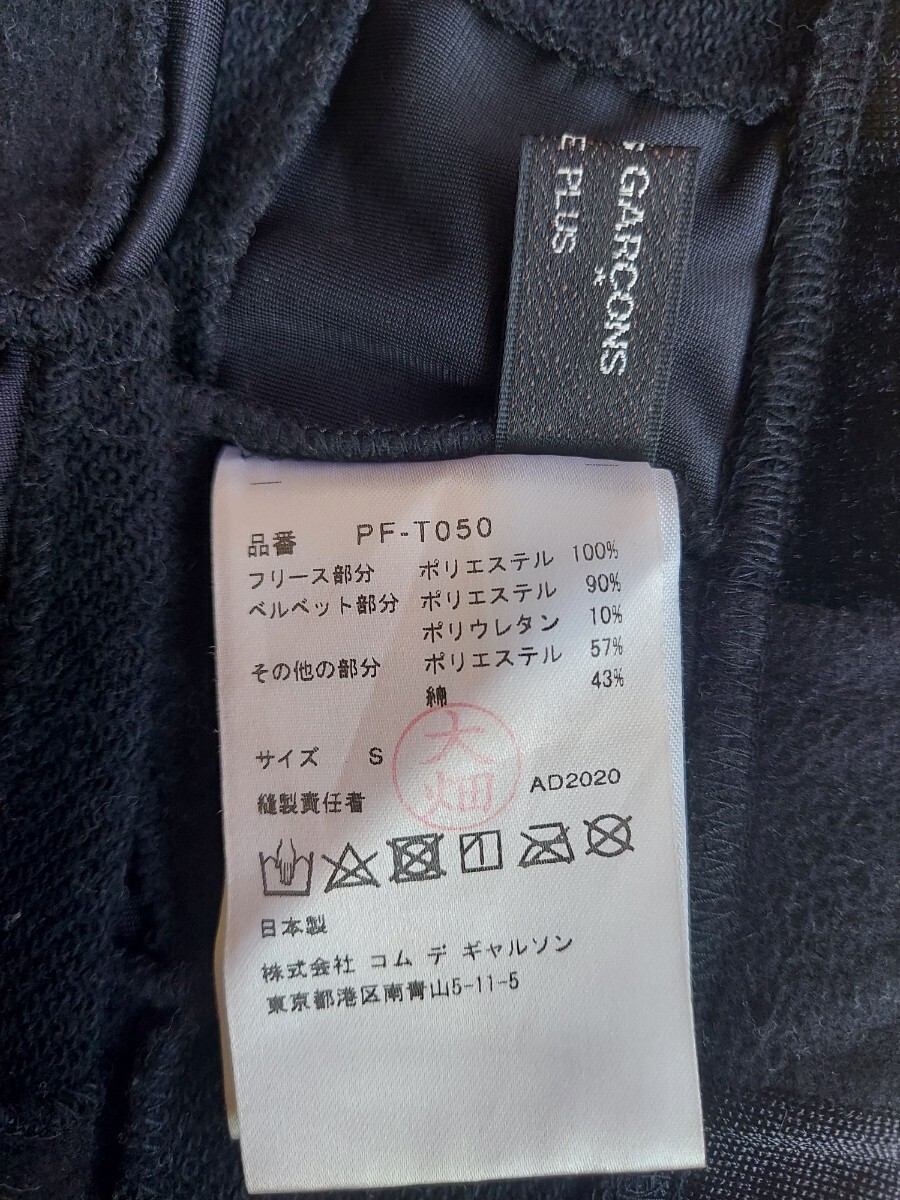 GARÇONS
E PLUS
品番 PF-T050
フリース部分 ポリエステル 100%
ベルベット部分 ポリエステル 90%
ポリウレタン 10%
その他の部分 ポリエステル 57%
綿 43%
サイズ S
大畑
縫製責任者 AD2020
日本製
株式会社 コム デ ギャルソン
東京都港区南青山5-11-5